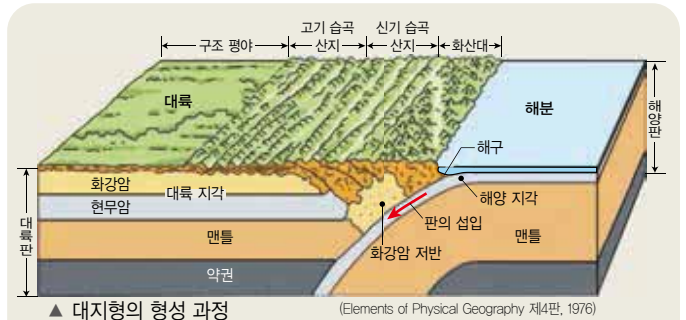 고기 습곡 신기 습곡
구조 평야 산지 산지 화산대
대륙 해분
해양판
해구
화강암 대륙 지각 해양 지각
현무암
판의 섭입
대륙판
맨틀 맨틀
화강암 저반
약권
▲ 대지형의 형성 과정 (Elements of Physical Geography 제4판, 1976)